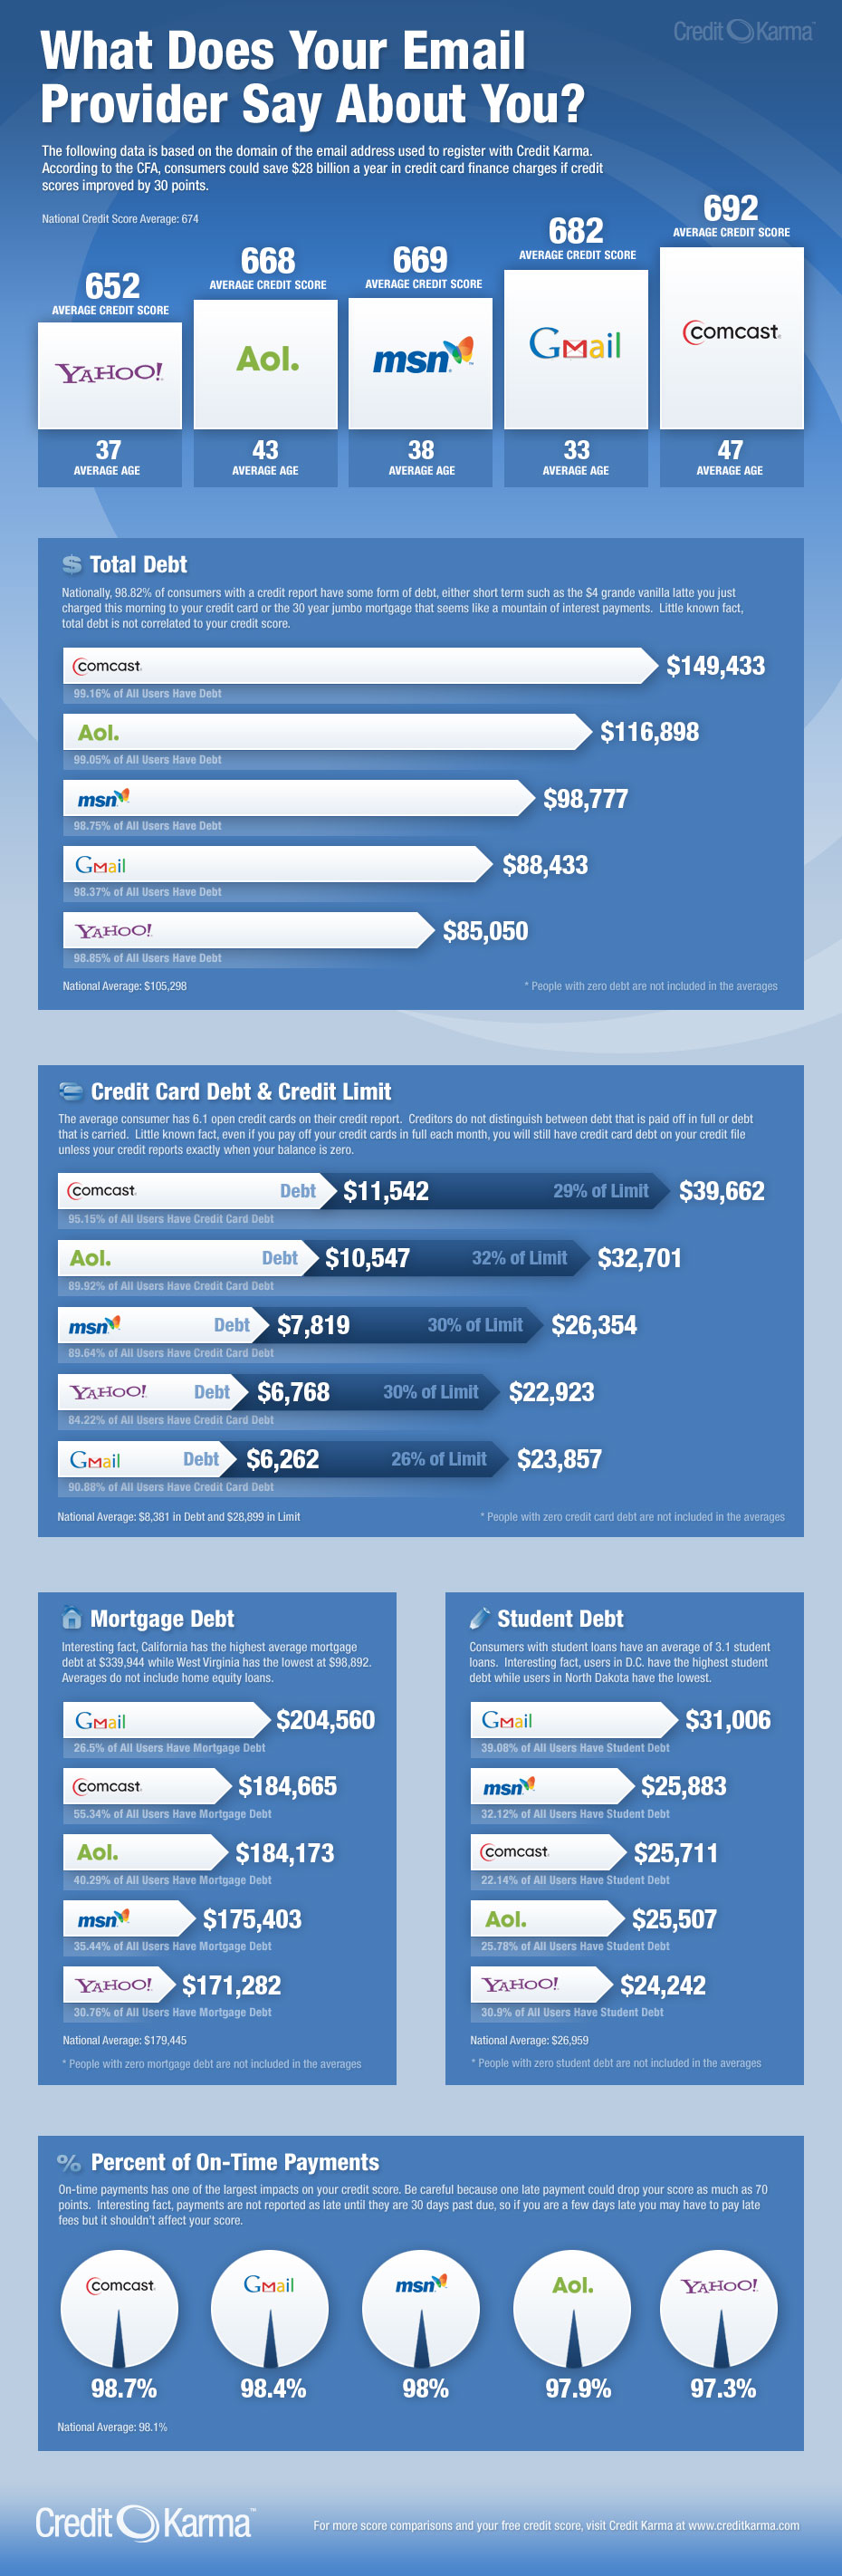 Credit Karma™
What Does Your Email
Provider Say About You?
The following data is based on the domain of the email address used to register with Credit Karma.
According to the CFA, consumers could save $28 billion a year in credit card finance charges if credit
scores improved by 30 points.
National Credit Score Average: 674
652
AVERAGE CREDIT SCORE
YAHOO!
37
AVERAGE AGE
668
AVERAGE CREDIT SCORE
Aol.
43
AVERAGE AGE
669
AVERAGE CREDIT SCORE
msn
38
AVERAGE AGE
682
AVERAGE CREDIT SCORE
Gmail
33
AVERAGE AGE
692
AVERAGE CREDIT SCORE
comcast.
47
AVERAGE AGE
$ Total Debt
Nationally, 98.82% of consumers with a credit report have some form of debt, either short term such as the $4 grande vanilla latte you just
charged this morning to your credit card or the 30 year jumbo mortgage that seems like a mountain of interest payments. Little known fact,
total debt is not correlated to your credit score.
comcast. $149,433
99.16% of All Users Have Debt
Aol. $116,898
99.05% of All Users Have Debt
msn $98,777
98.75% of All Users Have Debt
Gmail $88,433
98.37% of All Users Have Debt
YAHOO! $85,050
98.85% of All Users Have Debt
National Average: $105,298
* People with zero debt are not included in the averages
Credit Card Debt & Credit Limit
The average consumer has 6.1 open credit cards on their credit report. Creditors do not distinguish between debt that is paid off in full or debt
that is carried. Little known fact, even if you pay off your credit cards in full each month, you will still have credit card debt on your credit file
unless your credit reports exactly when your balance is zero.
comcast. Debt $11,542 29% of Limit $39,662
95.15% of All Users Have Credit Card Debt
Aol. Debt $10,547 32% of Limit $32,701
89.92% of All Users Have Credit Card Debt
msn Debt $7,819 30% of Limit $26,354
89.64% of All Users Have Credit Card Debt
YAHOO! Debt $6,768 30% of Limit $22,923
84.22% of All Users Have Credit Card Debt
Gmail Debt $6,262 26% of Limit $23,857
90.88% of All Users Have Credit Card Debt
National Average: $8,381 in Debt and $28,899 in Limit
* People with zero credit card debt are not included in the averages
Mortgage Debt
Interesting fact, California has the highest average mortgage
debt at $339,944 while West Virginia has the lowest at $98,892.
Averages do not include home equity loans.
Gmail $204,560
26.5% of All Users Have Mortgage Debt
comcast. $184,665
55.34% of All Users Have Mortgage Debt
Aol. $184,173
40.29% of All Users Have Mortgage Debt
msn $175,403
35.44% of All Users Have Mortgage Debt
YAHOO! $171,282
30.76% of All Users Have Mortgage Debt
National Average: $179,445
* People with zero mortgage debt are not included in the averages
Student Debt
Consumers with student loans have an average of 3.1 student
loans. Interesting fact, users in D.C. have the highest student
debt while users in North Dakota have the lowest.
Gmail $31,006
39.08% of All Users Have Student Debt
msn $25,883
32.12% of All Users Have Student Debt
comcast. $25,711
22.14% of All Users Have Student Debt
Aol. $25,507
25.78% of All Users Have Student Debt
YAHOO! $24,242
30.9% of All Users Have Student Debt
National Average: $26,959
* People with zero student debt are not included in the averages
% Percent of On-Time Payments
On-time payments has one of the largest impacts on your credit score. Be careful because one late payment could drop your score as much as 70
points. Interesting fact, payments are not reported as late until they are 30 days past due, so if you are a few days late you may have to pay late
fees but it shouldn't affect your score.
comcast. Gmail msn Aol. YAHOO!
98.7% 98.4% 98% 97.9% 97.3%
National Average: 98.1%
Credit Karma™
For more score comparisons and your free credit score, visit Credit Karma at www.creditkarma.com